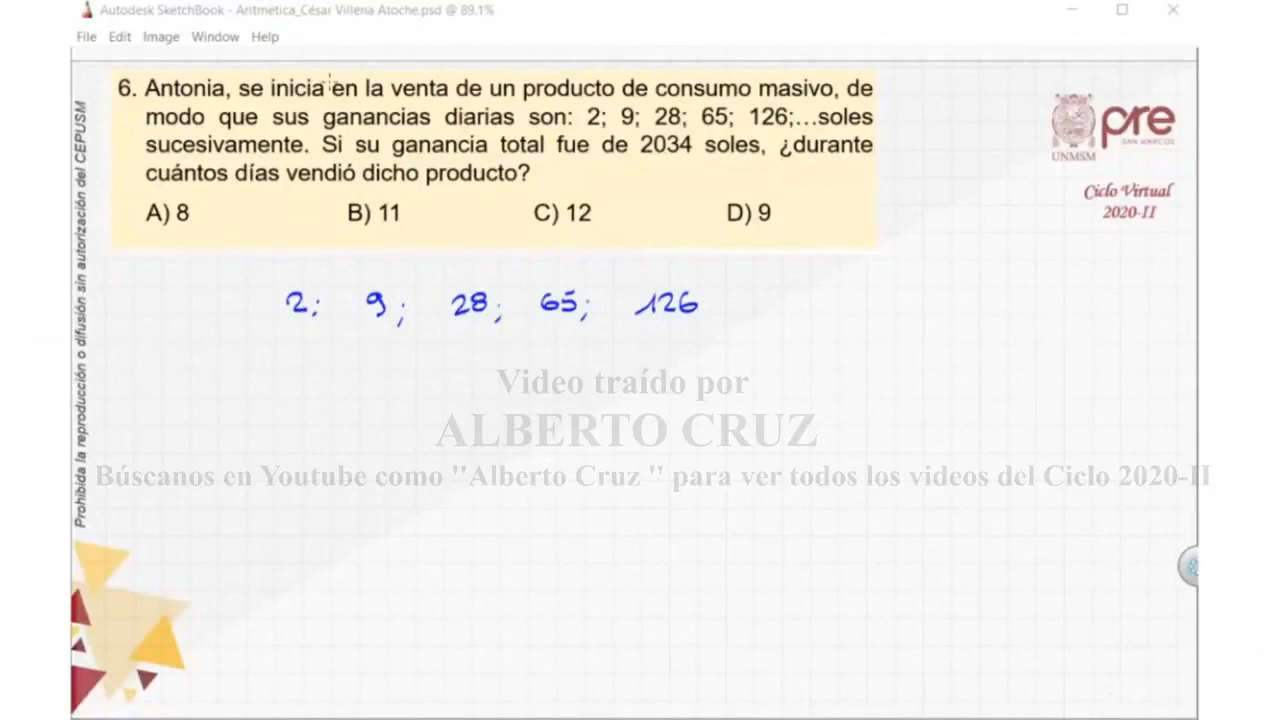 Autodesk SketchBook - Aritmética_César Villena Atoche.psd @ 89.1%
File Edit Image Window Help
6. Antonia, se inicia en la venta de un producto de consumo masivo, de
modo que sus ganancias diarias son: 2; 9; 28; 65; 126;...soles
sucesivamente. Si su ganancia total fue de 2034 soles, ¿durante
cuántos días vendió dicho producto?
A) 8 B) 11 C) 12 D) 9
pre
SAN MARCOS
UNMSM
Ciclo Virtual
2020-II
2; 9; 28; 65; 126
Video traído por
ALBERTO CRUZ
Búscanos en Youtube como "Alberto Cruz " para ver todos los videos del Ciclo 2020-II
Prohibida la reproducción o difusión sin autorización del CEPUSM